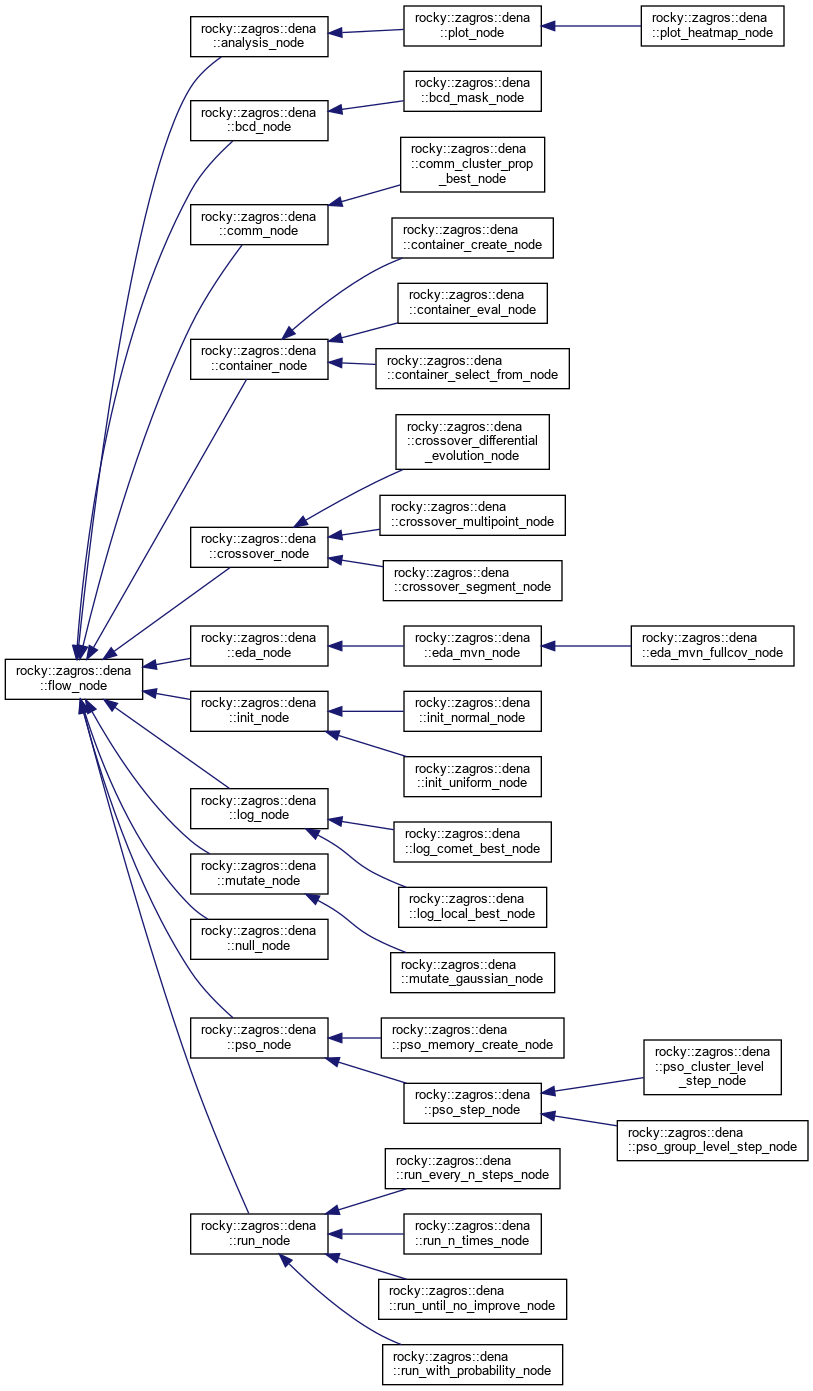 rocky::zagros::dena
::flow_node
rocky::zagros::dena
::analysis_node
rocky::zagros::dena
::plot_node
rocky::zagros::dena
::plot_heatmap_node
rocky::zagros::dena
::bcd_node
rocky::zagros::dena
::bcd_mask_node
rocky::zagros::dena
::comm_node
rocky::zagros::dena
::comm_cluster_prop
_best_node
rocky::zagros::dena
::container_node
rocky::zagros::dena
::container_create_node
rocky::zagros::dena
::container_eval_node
rocky::zagros::dena
::container_select_from_node
rocky::zagros::dena
::crossover_node
rocky::zagros::dena
::crossover_differential
_evolution_node
rocky::zagros::dena
::crossover_multipoint_node
rocky::zagros::dena
::crossover_segment_node
rocky::zagros::dena
::eda_node
rocky::zagros::dena
::eda_mvn_node
rocky::zagros::dena
::eda_mvn_fullcov_node
rocky::zagros::dena
::init_node
rocky::zagros::dena
::init_normal_node
rocky::zagros::dena
::init_uniform_node
rocky::zagros::dena
::log_node
rocky::zagros::dena
::log_comet_best_node
rocky::zagros::dena
::log_local_best_node
rocky::zagros::dena
::mutate_node
rocky::zagros::dena
::mutate_gaussian_node
rocky::zagros::dena
::null_node
rocky::zagros::dena
::pso_node
rocky::zagros::dena
::pso_memory_create_node
rocky::zagros::dena
::pso_step_node
rocky::zagros::dena
::pso_cluster_level
_step_node
rocky::zagros::dena
::pso_group_level_step_node
rocky::zagros::dena
::run_node
rocky::zagros::dena
::run_every_n_steps_node
rocky::zagros::dena
::run_n_times_node
rocky::zagros::dena
::run_until_no_improve_node
rocky::zagros::dena
::run_with_probability_node